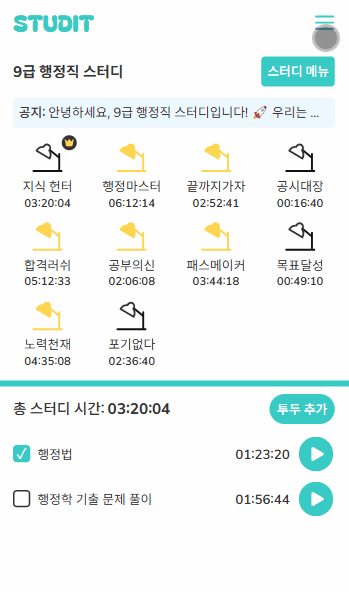 STUDIT
9급 행정직 스터디
스터디 메뉴
공지: 안녕하세요, 9급 행정직 스터디입니다! 🚀 우리는 ...
지식 헌터 행정마스터 끝까지가자 공시대장
03:20:04 06:12:14 02:52:41 00:16:40
합격러쉬 공부의신 패스메이커 목표달성
05:12:33 02:06:08 03:44:18 00:49:10
노력천재 포기없다
04:35:08 02:36:40
총 스터디 시간: 03:20:04
투두 추가
행정법 01:23:20
행정학 기출 문제 풀이 01:56:44